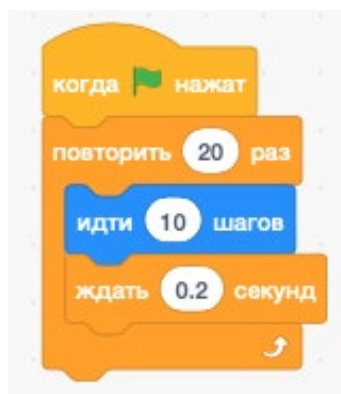 когда нажат
повторить 20 раз
идти 10 шагов
ждать 0.2 секунд